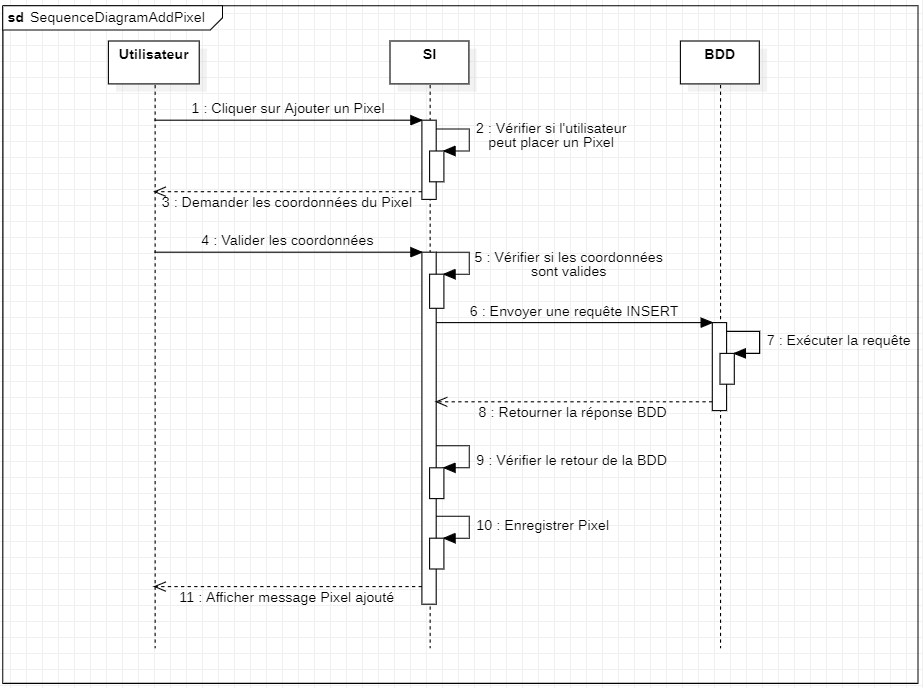 sd SequenceDiagramAddPixel
Utilisateur
SI
BDD
1 : Cliquer sur Ajouter un Pixel
2 : Vérifier si l'utilisateur
peut placer un Pixel
3 : Demander les coordonnées du Pixel
4 : Valider les coordonnées
5 : Vérifier si les coordonnées
sont valides
6 : Envoyer une requête INSERT
7 : Exécuter la requête
8 : Retourner la réponse BDD
9 : Vérifier le retour de la BDD
10 : Enregistrer Pixel
11 : Afficher message Pixel ajouté